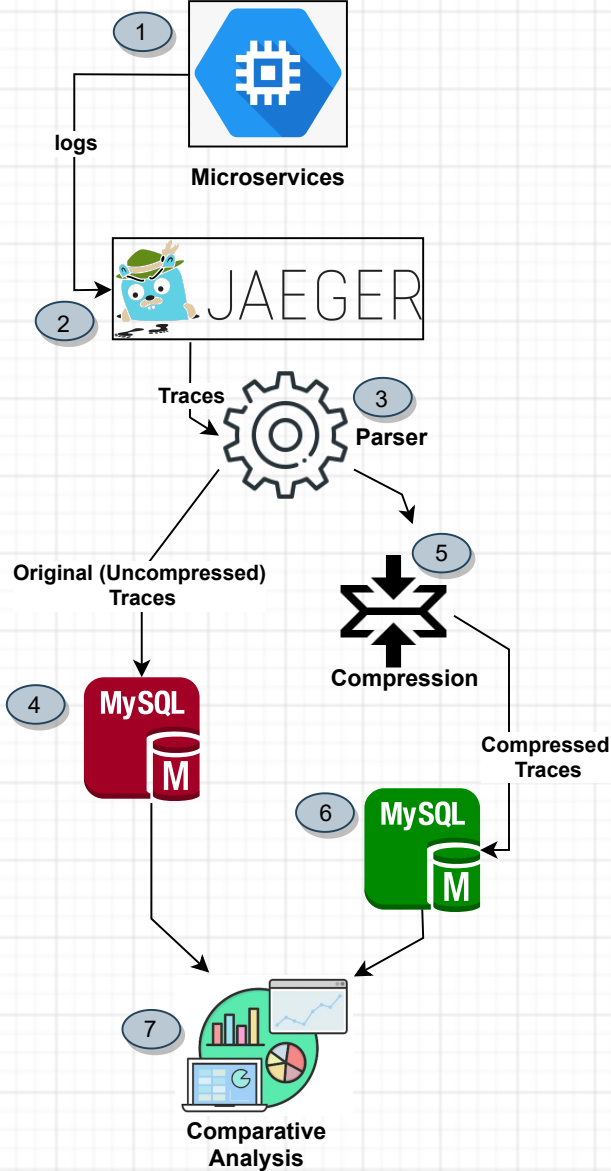 1
logs
Microservices
JAEGER
2
Traces
3
Parser
5
Original (Uncompressed)
Traces
Compression
4
MySQL
M
Compressed
Traces
6
MySQL
M
7
Comparative
Analysis